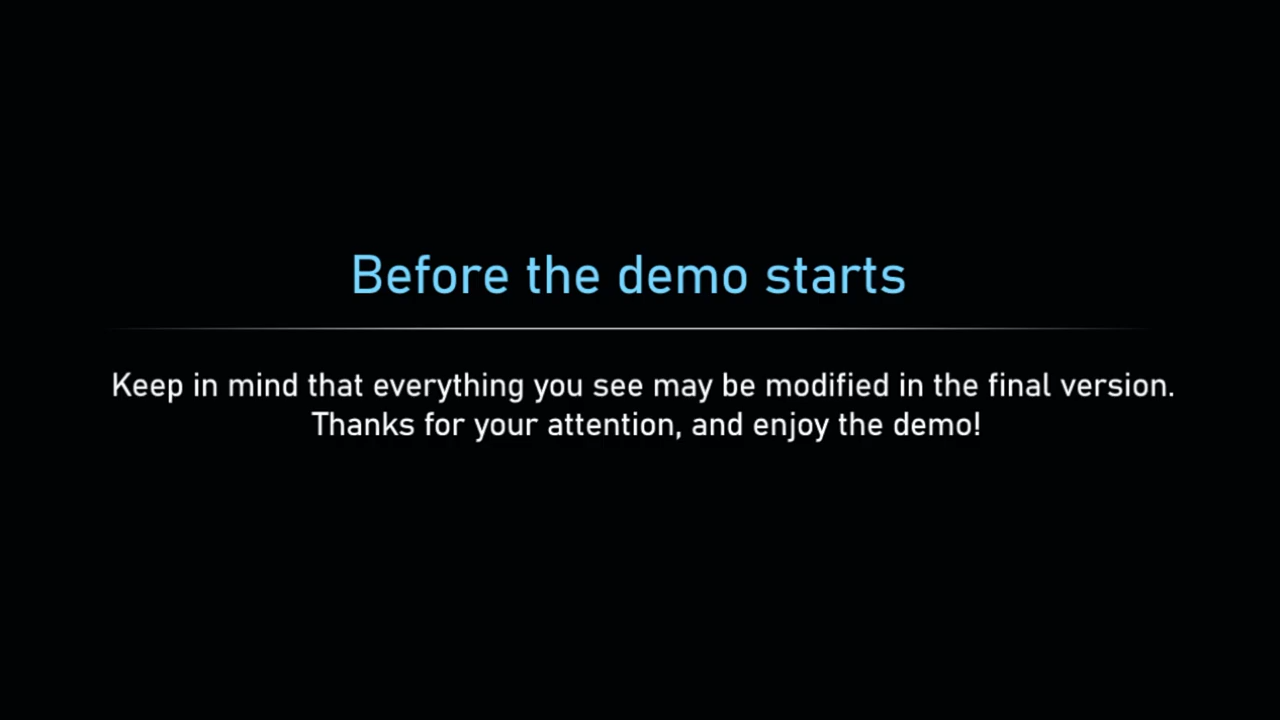 Before the demo starts
Keep in mind that everything you see may be modified in the final version.
Thanks for your attention, and enjoy the demo!